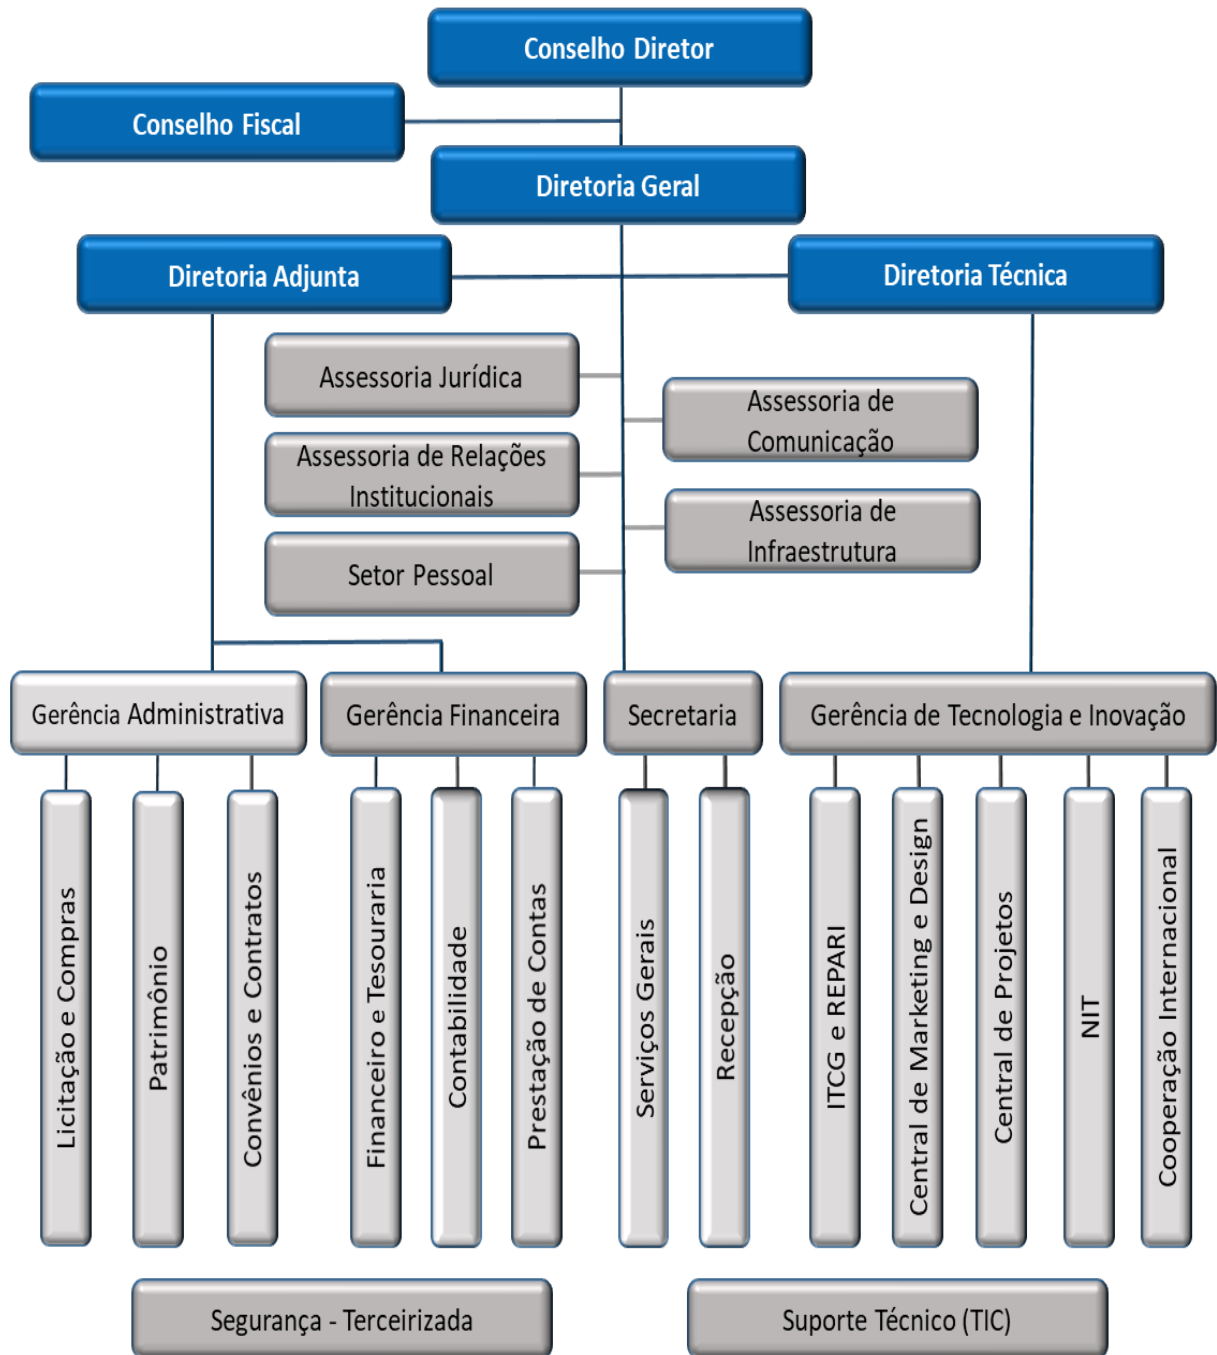 Conselho Diretor
Conselho Fiscal
Diretoria Geral
Diretoria Adjunta
Diretoria Técnica
Assessoria Jurídica
Assessoria de
Comunicação
Assessoria de Relações
Institucionais
Assessoria de
Infraestrutura
Setor Pessoal
Gerência Administrativa
Gerência Financeira
Secretaria
Gerência de Tecnologia e Inovação
Licitação e Compras
Patrimônio
Convênios e Contratos
Financeiro e Tesouraria
Contabilidade
Prestação de Contas
Serviços Gerais
Recepção
ITCG e REPARI
Central de Marketing e Design
Central de Projetos
NIT
Cooperação Internacional
Segurança - Terceirizada
Suporte Técnico (TIC)